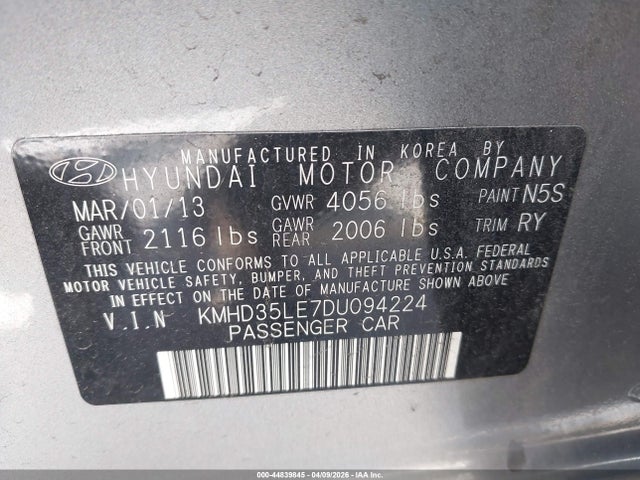 MANUFACTURED IN KOREA BY
HYUNDAI MOTOR COMPANY
MAR/01/13 GVWR 4056 lbs PAINT N5S
GAWR FRONT 2116 lbs GAWR REAR 2006 lbs TRIM RY
THIS VEHICLE CONFORMS TO ALL APPLICABLE U.S.A. FEDERAL
MOTOR VEHICLE SAFETY, BUMPER, AND THEFT PREVENTION STANDARDS
IN EFFECT ON THE DATE OF MANUFACTURE SHOWN ABOVE
V.I.N KMHD35LE7DU094224
PASSENGER CAR
000-44839845 04/09/2026 IAAI.COM